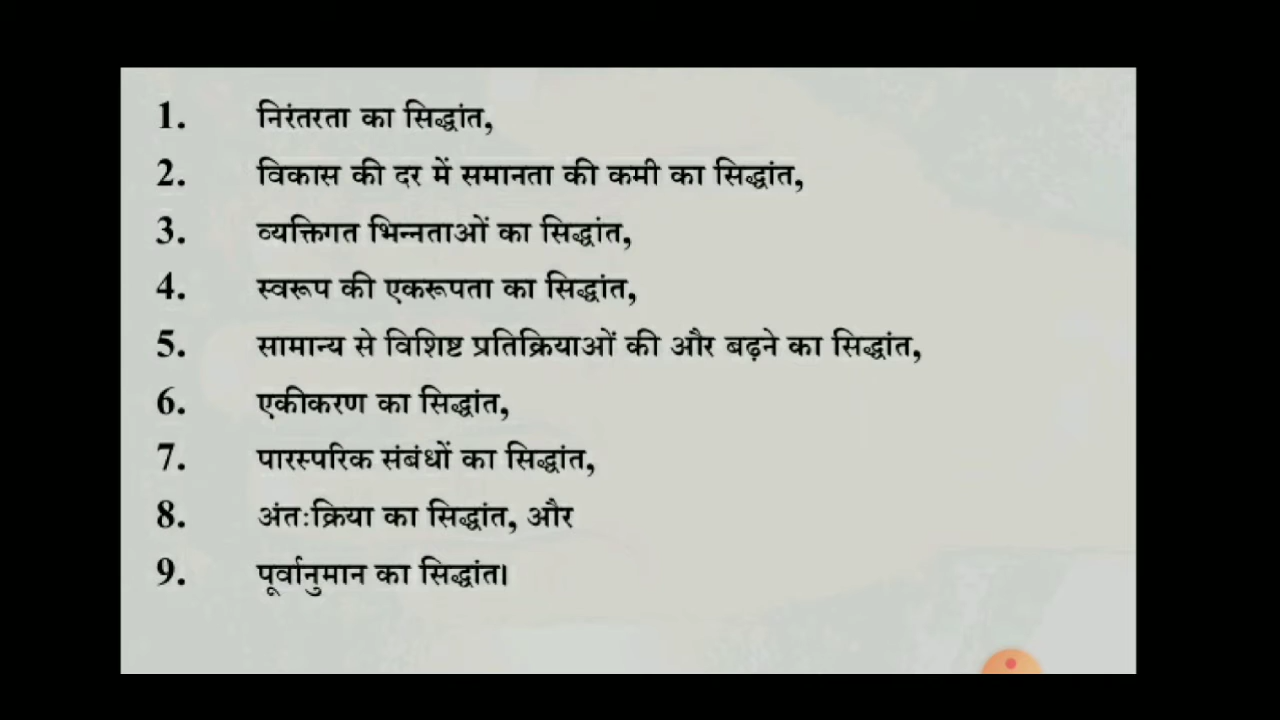 1. निरंतरता का सिद्धांत,
2. विकास की दर में समानता की कमी का सिद्धांत,
3. व्यक्तिगत भिन्नताओं का सिद्धांत,
4. स्वरूप की एकरूपता का सिद्धांत,
5. सामान्य से विशिष्ट प्रतिक्रियाओं की और बढ़ने का सिद्धांत,
6. एकीकरण का सिद्धांत,
7. पारस्परिक संबंधों का सिद्धांत,
8. अंतःक्रिया का सिद्धांत, और
9. पूर्वानुमान का सिद्धांत।